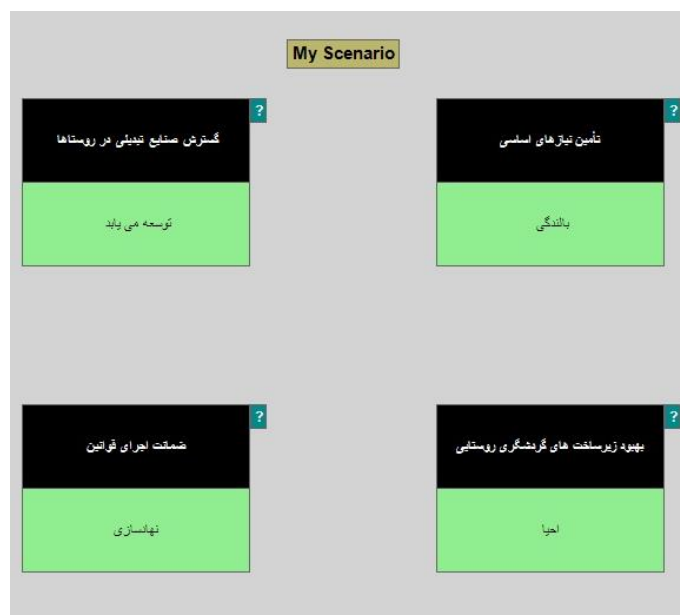 My Scenario
?
تأمین نیازهای اساسی
بالندگی
?
گسترش صنایع تبدیلی در روستاها
توسعه می یابد
?
بهبود زیرساخت های گردشگری روستایی
احیا
?
ضمانت اجرای قوانین
نهادسازی